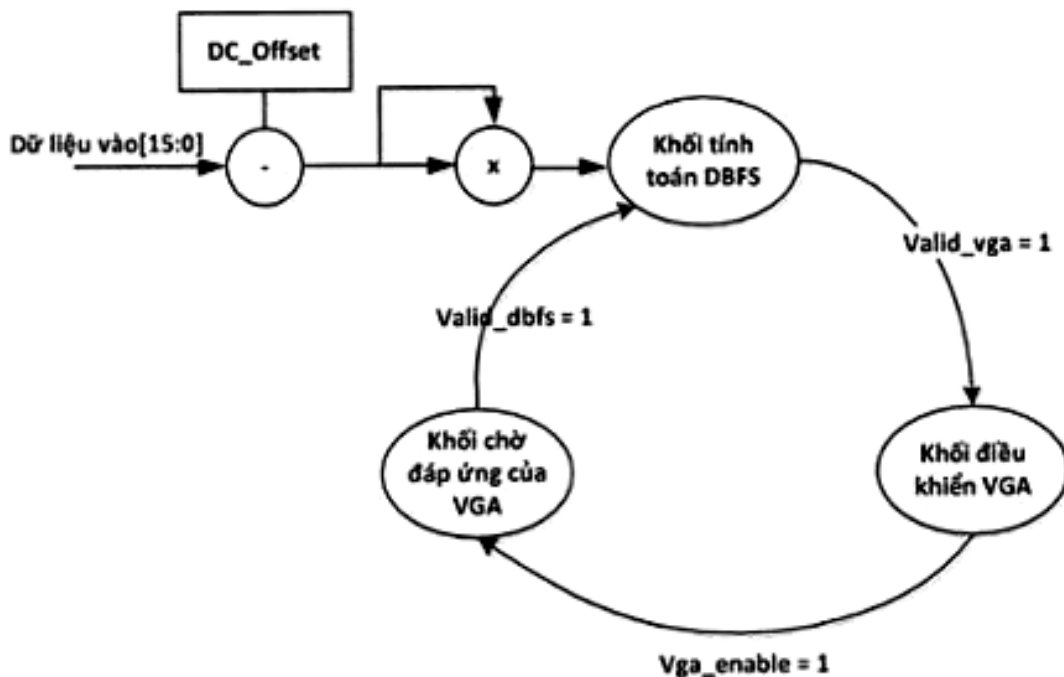 DC_Offset
Dữ liệu vào[15:0]
-
x
Khối tính
toán DBFS
Valid_vga = 1
Valid_dbfs = 1
Khối chờ
đáp ứng của
VGA
Khối điều
khiển VGA
Vga_enable = 1